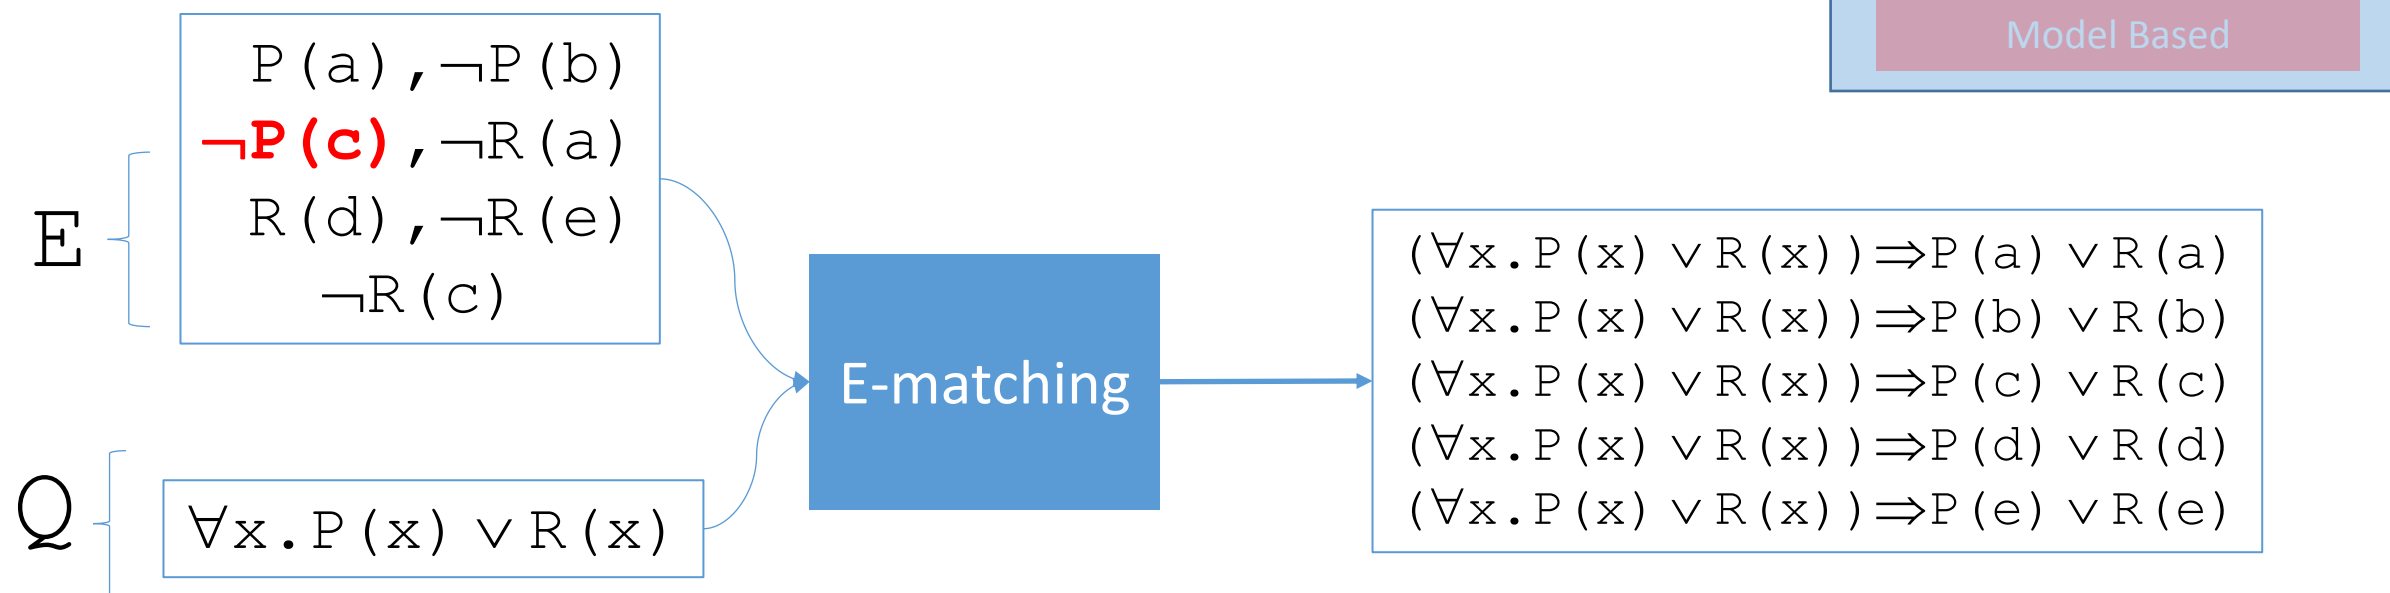 Model Based
P(a),¬P(b)
¬P(c),¬R(a)
R(d),¬R(e)
¬R(c)
E
E-matching
(∀x.P(x)∨R(x))⇒P(a)∨R(a)
(∀x.P(x)∨R(x))⇒P(b)∨R(b)
(∀x.P(x)∨R(x))⇒P(c)∨R(c)
(∀x.P(x)∨R(x))⇒P(d)∨R(d)
(∀x.P(x)∨R(x))⇒P(e)∨R(e)
Q
∀x.P(x)∨R(x)